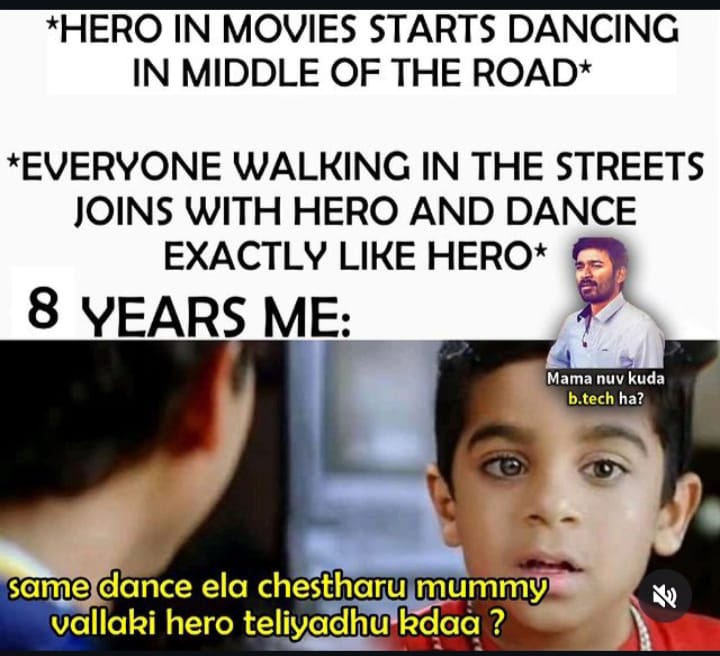 *HERO IN MOVIES STARTS DANCING
IN MIDDLE OF THE ROAD*
*EVERYONE WALKING IN THE STREETS
JOINS WITH HERO AND DANCE
EXACTLY LIKE HERO*
8 YEARS ME:
Mama nuv kuda
b.tech ha?
same dance ela chestharu mummy
vallaki hero teliyadhu kdaa ?